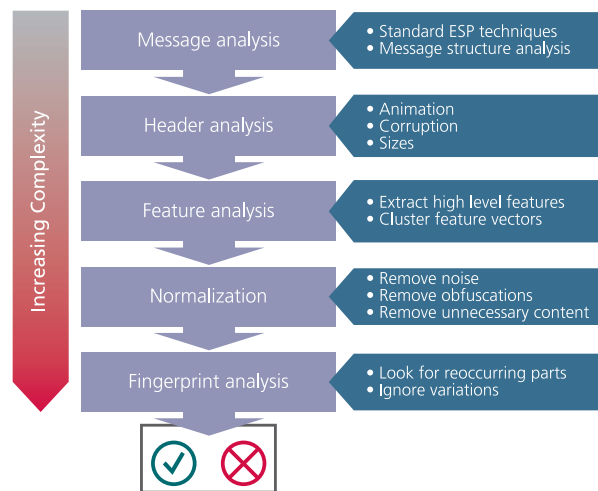 Message analysis
• Standard ESP techniques
• Message structure analysis
Header analysis
• Animation
• Corruption
• Sizes
Feature analysis
• Extract high level features
• Cluster feature vectors
Normalization
• Remove noise
• Remove obfuscations
• Remove unnecessary content
Fingerprint analysis
• Look for reoccurring parts
• Ignore variations
Increasing Complexity